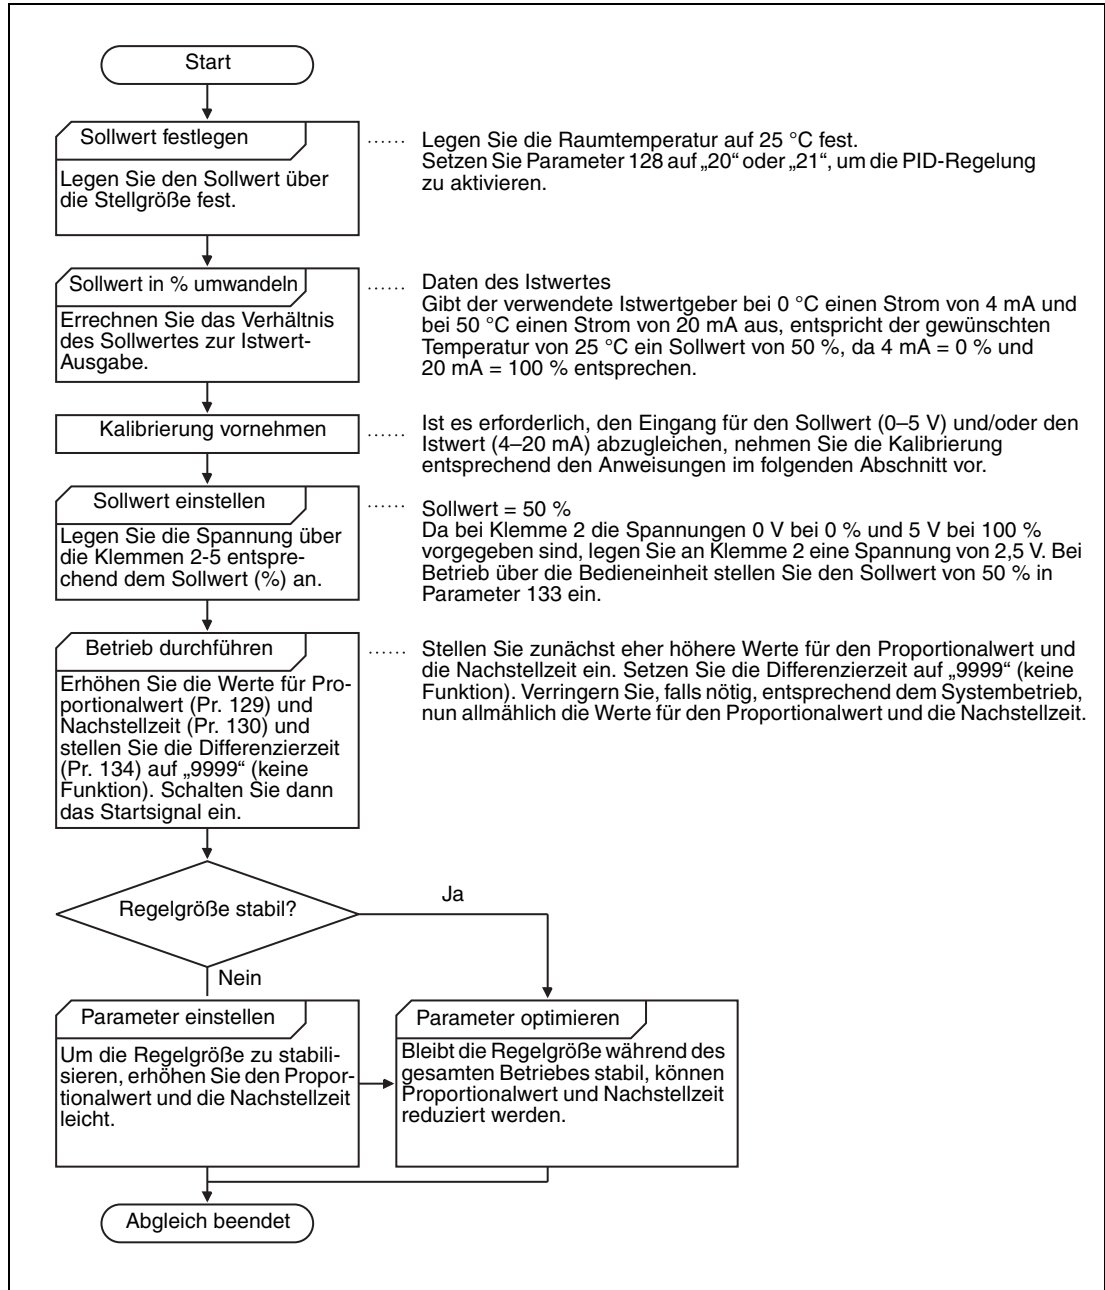 Start
Sollwert festlegen
Legen Sie den Sollwert über
die Stellgröße fest.
...... Legen Sie die Raumtemperatur auf 25 °C fest.
Setzen Sie Parameter 128 auf „20“ oder „21“, um die PID-Regelung
zu aktivieren.
Sollwert in % umwandeln
Errechnen Sie das Verhältnis
des Sollwertes zur Istwert-
Ausgabe.
...... Daten des Istwertes
Gibt der verwendete Istwertgeber bei 0 °C einen Strom von 4 mA und
bei 50 °C einen Strom von 20 mA aus, entspricht der gewünschten
Temperatur von 25 °C ein Sollwert von 50 %, da 4 mA = 0 % und
20 mA = 100 % entsprechen.
Kalibrierung vornehmen
...... Ist es erforderlich, den Eingang für den Sollwert (0–5 V) und/oder den
Istwert (4–20 mA) abzugleichen, nehmen Sie die Kalibrierung
entsprechend den Anweisungen im folgenden Abschnitt vor.
Sollwert einstellen
Legen Sie die Spannung über
die Klemmen 2-5 entspre-
chend dem Sollwert (%) an.
...... Sollwert = 50 %
Da bei Klemme 2 die Spannungen 0 V bei 0 % und 5 V bei 100 %
vorgegeben sind, legen Sie an Klemme 2 eine Spannung von 2,5 V. Bei
Betrieb über die Bedieneinheit stellen Sie den Sollwert von 50 % in
Parameter 133 ein.
Betrieb durchführen
Erhöhen Sie die Werte für Pro-
portionalwert (Pr. 129) und
Nachstellzeit (Pr. 130) und
stellen Sie die Differenzierzeit
(Pr. 134) auf „9999“ (keine
Funktion). Schalten Sie dann
das Startsignal ein.
...... Stellen Sie zunächst eher höhere Werte für den Proportionalwert und
die Nachstellzeit ein. Setzen Sie die Differenzierzeit auf „9999“ (keine
Funktion). Verringern Sie, falls nötig, entsprechend dem Systembetrieb,
nun allmählich die Werte für den Proportionalwert und die Nachstellzeit.
Regelgröße stabil?
Ja
Nein
Parameter einstellen
Um die Regelgröße zu stabili-
sieren, erhöhen Sie den Propor-
tionalwert und die Nachstellzeit
leicht.
Parameter optimieren
Bleibt die Regelgröße während des
gesamten Betriebes stabil, können
Proportionalwert und Nachstellzeit
reduziert werden.
Abgleich beendet